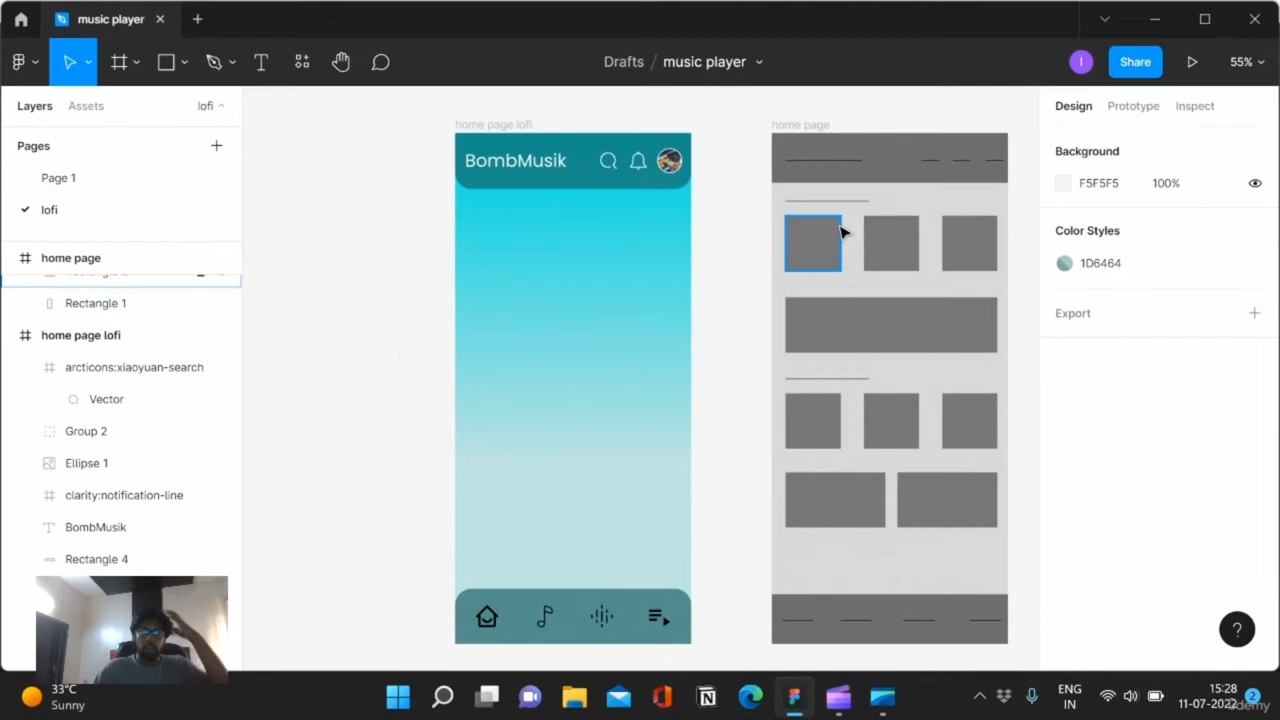 music player
Drafts / music player
I
Share
55%
Layers
Assets
lofi
Pages
Page 1
lofi
home page
Rectangle 1
home page lofi
arcticons:xiaoyuan-search
Vector
Group 2
Ellipse 1
clarity:notification-line
BombMusik
Rectangle 4
home page lofi
BombMusik
home page
Design
Prototype
Inspect
Background
F5F5F5
100%
Color Styles
1D6464
Export
?
33°C
Sunny
ENG
IN
15:28
11-07-2022
2
Udemy